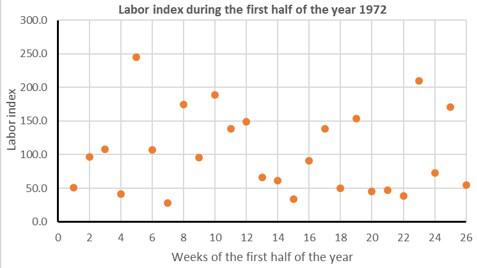 Labor index during the first half of the year 1972
300.0
250.0
200.0
150.0
100.0
50.0
0.0
Labor index
0 2 4 6 8 10 12 14 16 18 20 22 24 26
Weeks of the first half of the year